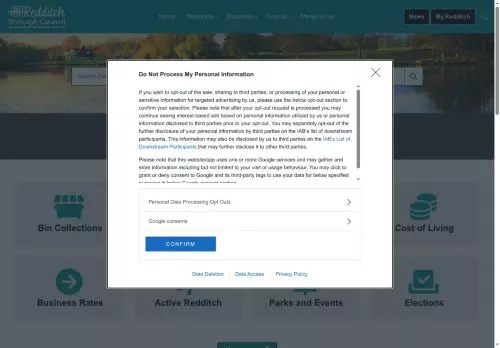 Redditch
Borough Council
Home
Residents
Business
Council
Things to do
News
My Redditch
Search the
Do Not Process My Personal Information
If you wish to opt-out of the sale, sharing to third parties, or processing of your personal or
sensitive information for targeted advertising by us, please use the below opt-out section to
confirm your selection. Please note that after your opt-out request is processed you may
continue seeing interest-based ads based on personal information utilized by us or personal
information disclosed to third parties prior to your opt-out. You may separately opt-out of the
further disclosure of your personal information by third parties on the IAB's list of downstream
participants. This information may also be disclosed by us to third parties on the IAB's List of
Downstream Participants that may further disclose it to other third parties.
Please note that this website/app uses one or more Google services and may gather and
store information including but not limited to your visit or usage behaviour. You may click to
grant or deny consent to Google and its third-party tags to use your data for below specified
purposes in below Google consent section.
Personal Data Processing Opt Outs
Google consents
CONFIRM
Data Deletion
Data Access
Privacy Policy
Bin Collections
Cost of Living
Business Rates
Active Redditch
Parks and Events
Elections